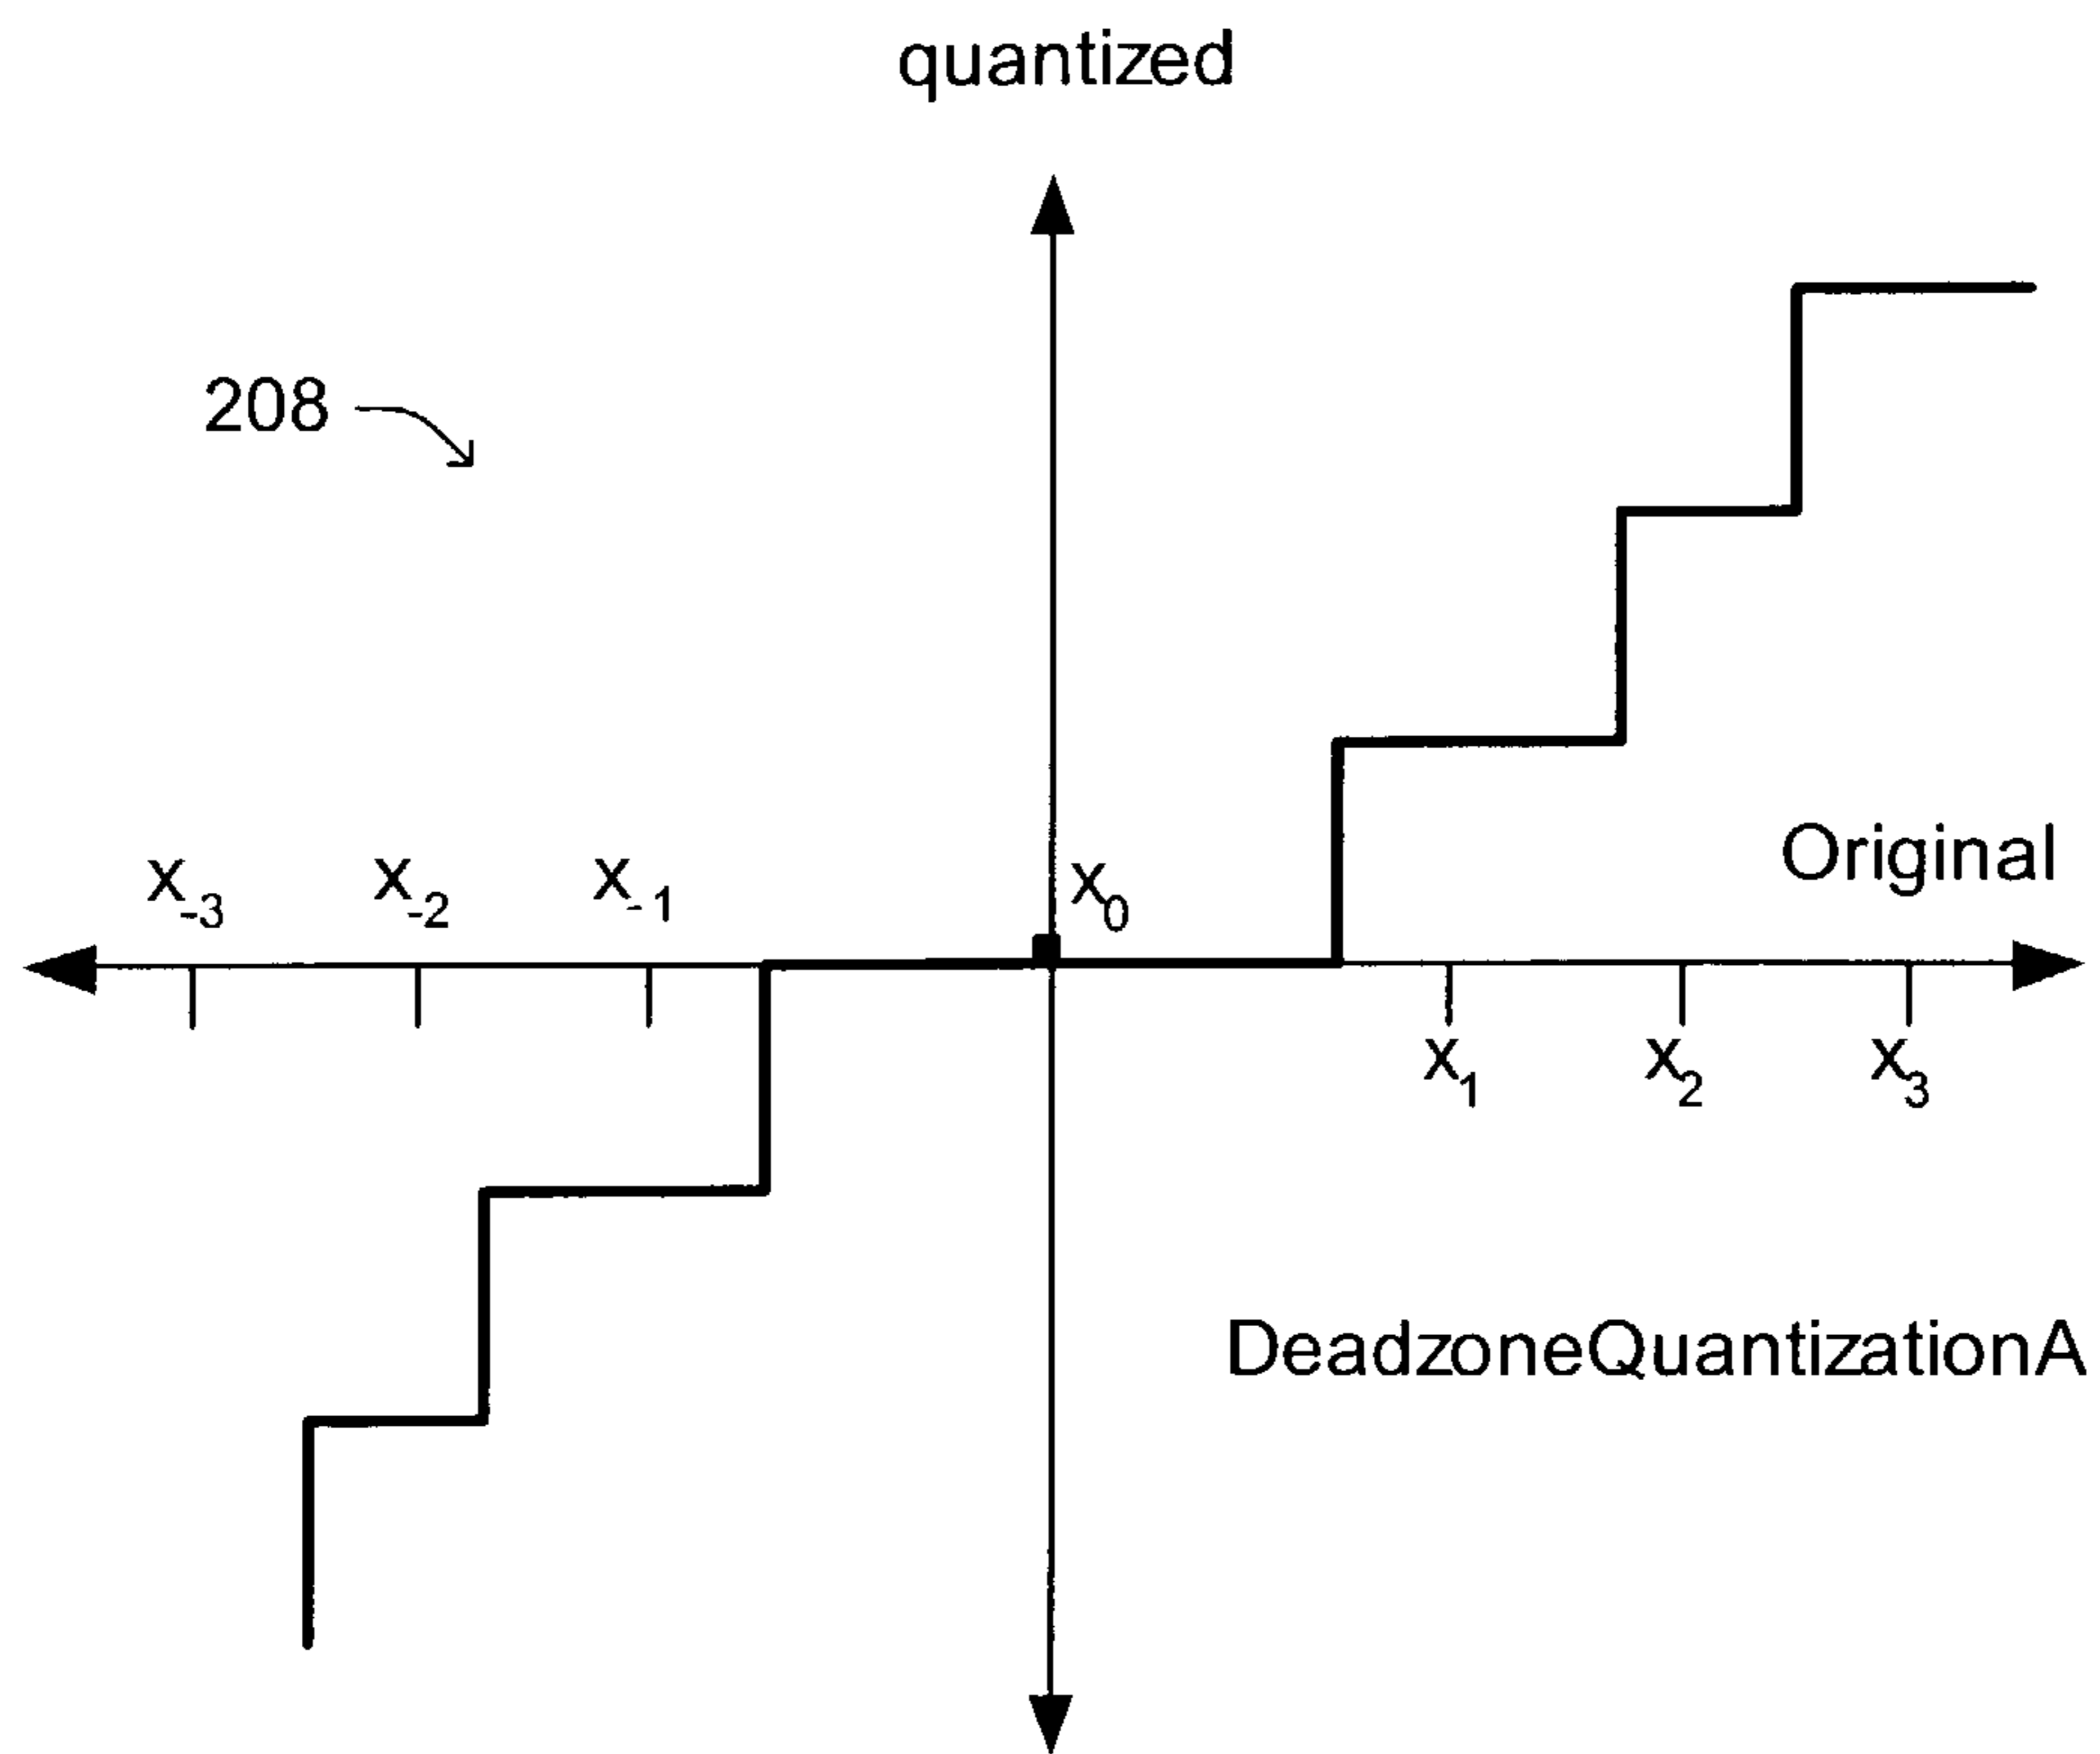 quantized
208
Original
x-3 x-2 x-1 x0
x1 x2 x3
DeadzoneQuantizationA